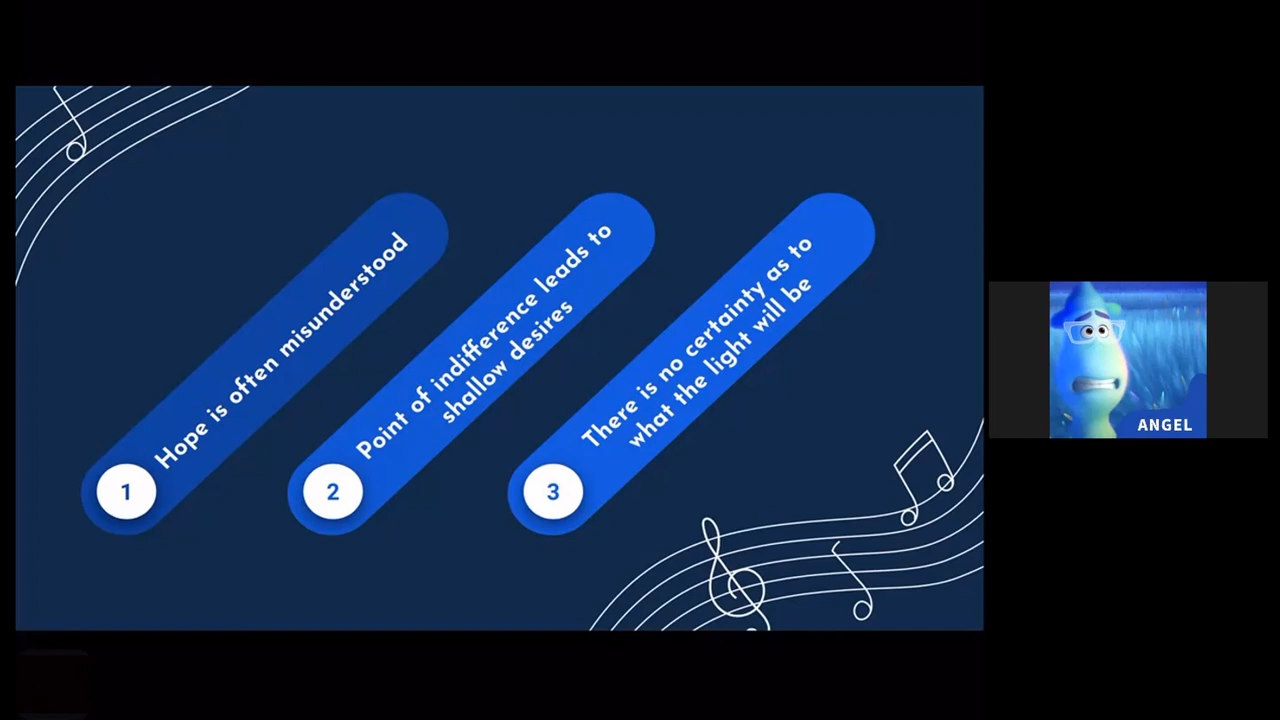 1
Hope is often misunderstood
2
Point of indifference leads to
shallow desires
3
There is no certainty as to
what the light will be
ANGEL